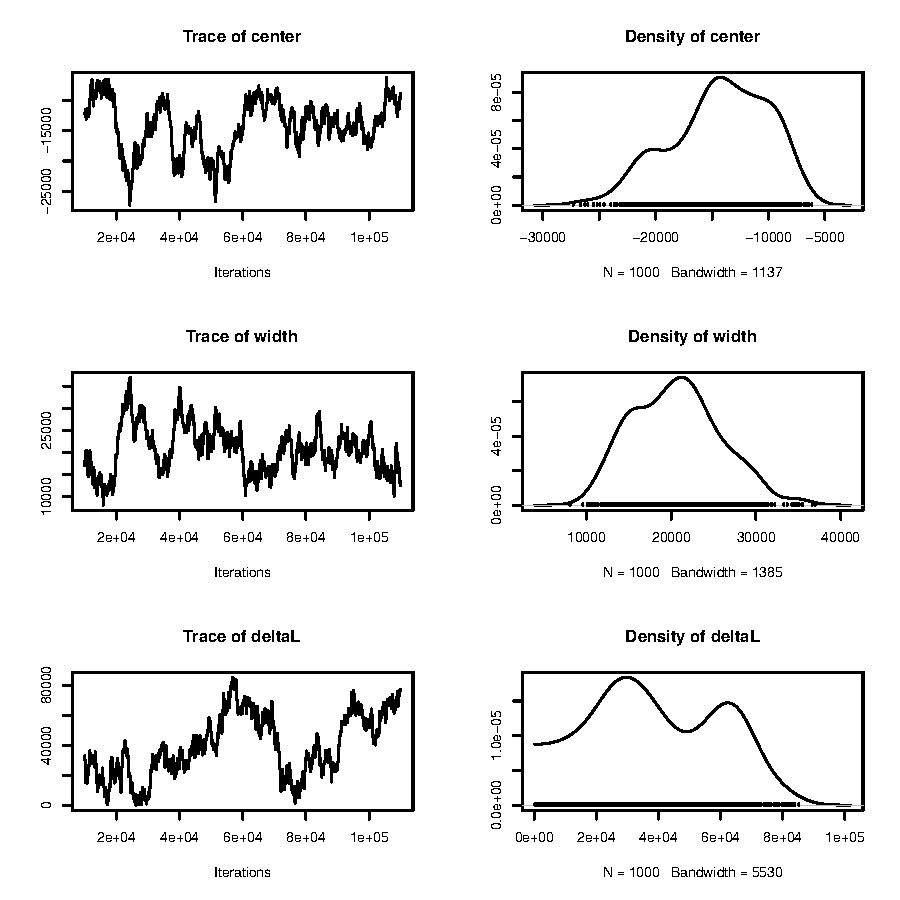 Trace of center
Density of center
−25000 −15000
2e+04 4e+04 6e+04 8e+04 1e+05
Iterations
0e+00 4e−05 8e−05
−30000 −20000 −10000 −5000
N = 1000 Bandwidth = 1137
Trace of width
Density of width
10000 25000
2e+04 4e+04 6e+04 8e+04 1e+05
Iterations
0e+00 4e−05
10000 20000 30000 40000
N = 1000 Bandwidth = 1385
Trace of deltaL
Density of deltaL
0 40000 80000
2e+04 4e+04 6e+04 8e+04 1e+05
Iterations
0.0e+00 1.0e−05
0e+00 2e+04 4e+04 6e+04 8e+04 1e+05
N = 1000 Bandwidth = 5530